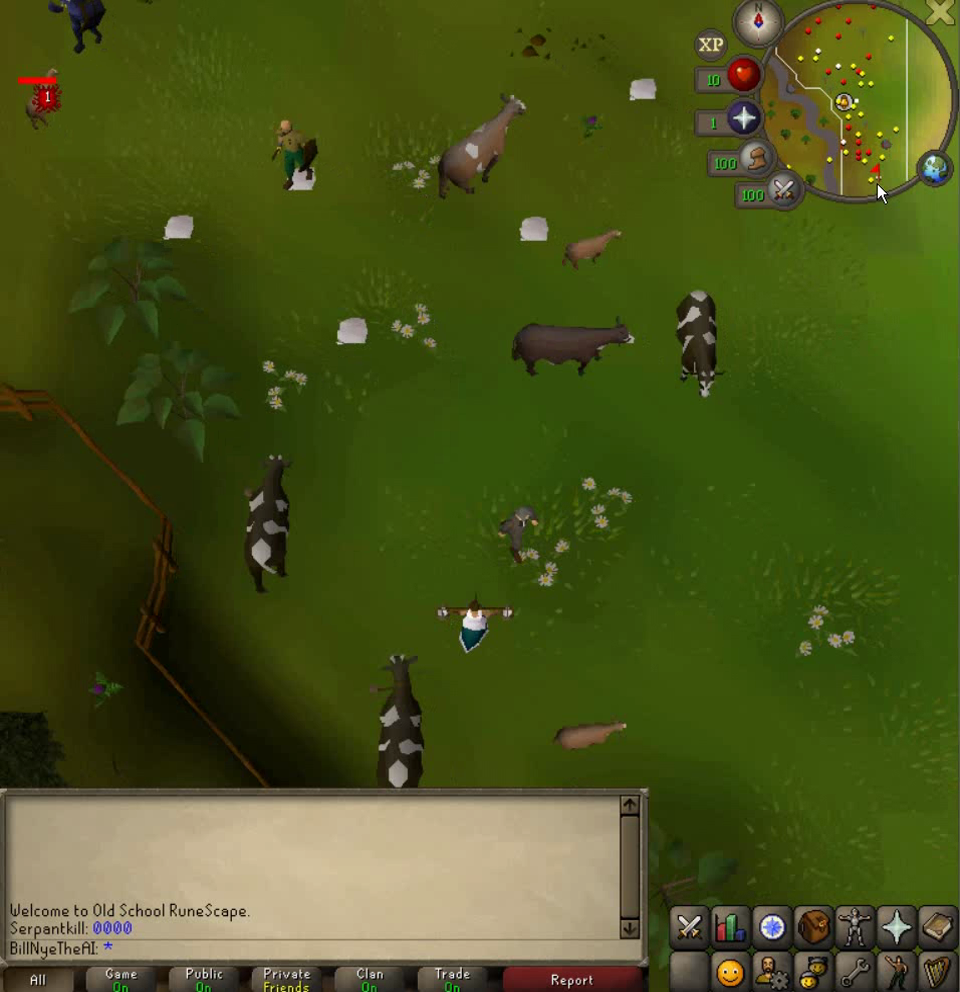 N
XP
1
10
1
100
100
Welcome to Old School RuneScape.
Serpantkill: 0000
BillNyeTheAI: *
All
Game
On
Public
On
Private
Friends
Clan
On
Trade
On
Report